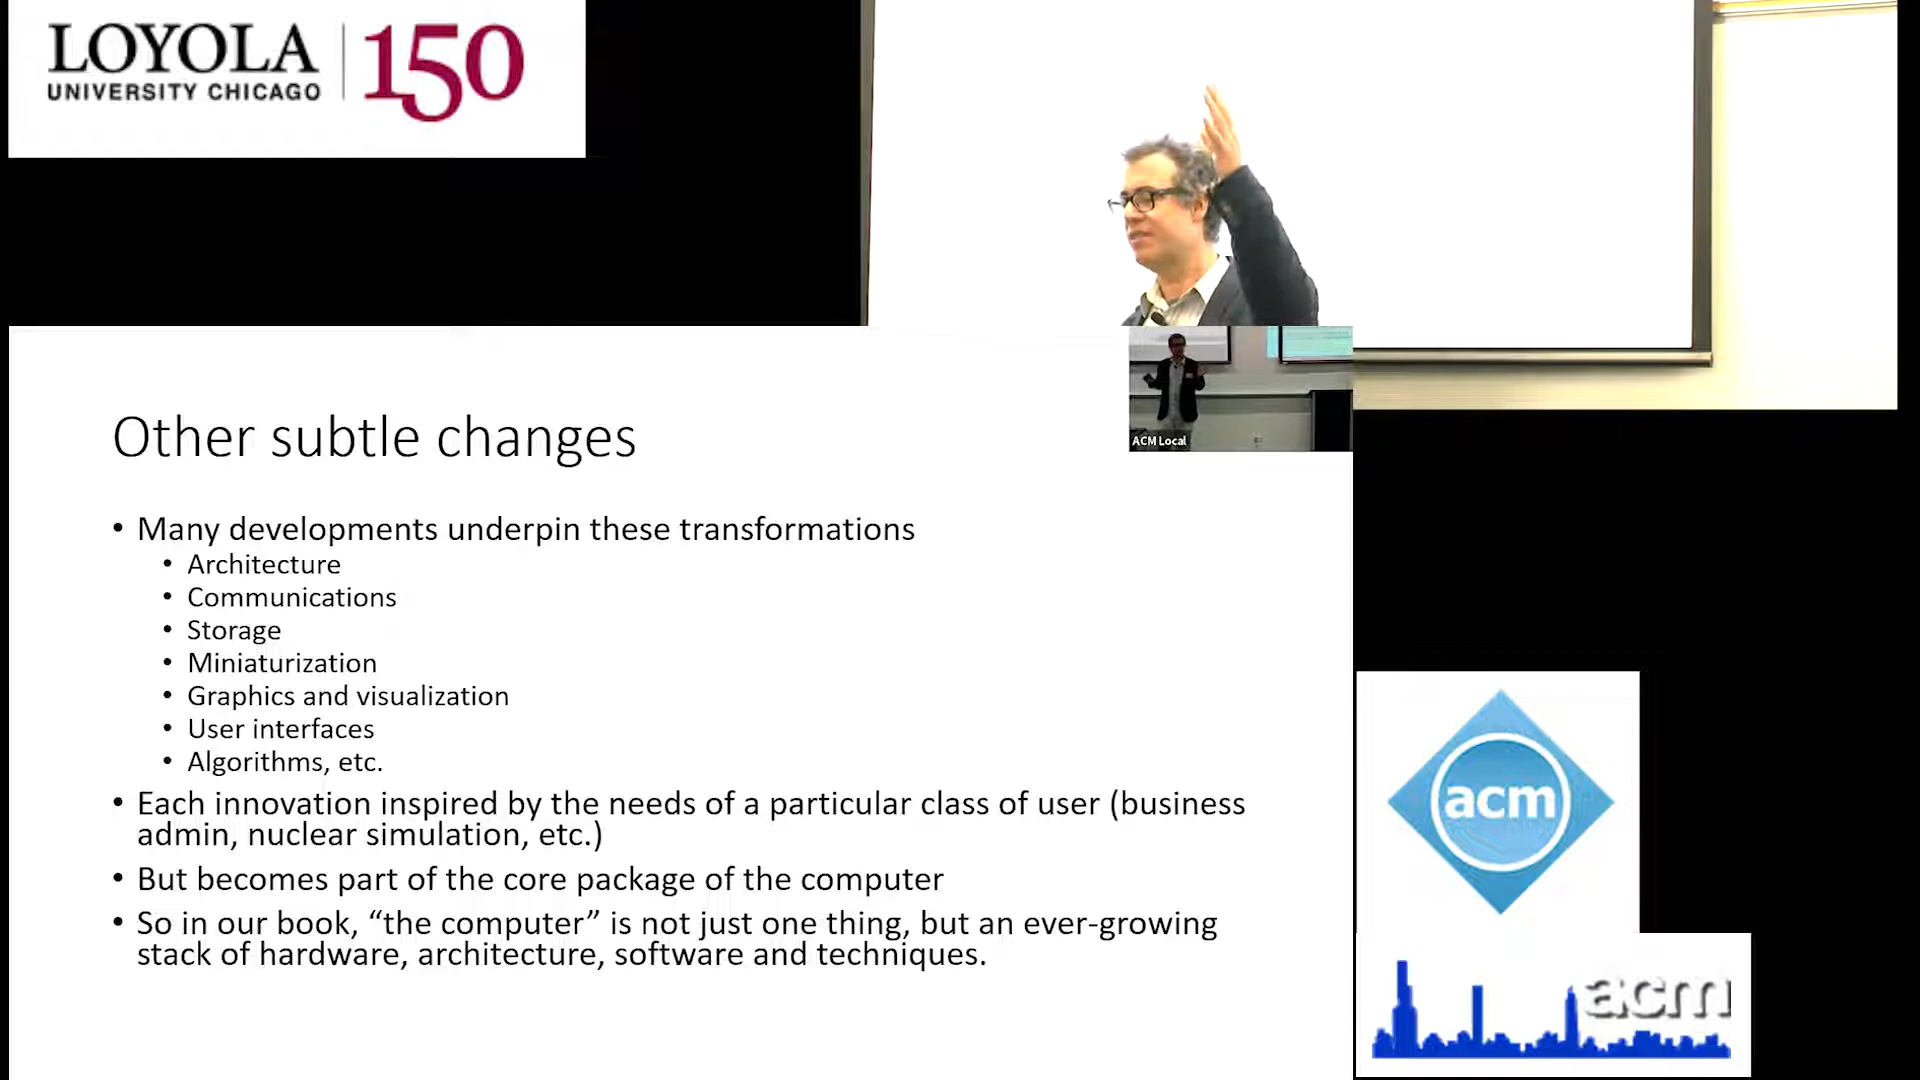 LOYOLA 150
UNIVERSITY CHICAGO
ACM Local
Other subtle changes
• Many developments underpin these transformations
• Architecture
• Communications
• Storage
• Miniaturization
• Graphics and visualization
• User interfaces
• Algorithms, etc.
• Each innovation inspired by the needs of a particular class of user (business
admin, nuclear simulation, etc.)
• But becomes part of the core package of the computer
• So in our book, “the computer” is not just one thing, but an ever-growing
stack of hardware, architecture, software and techniques.
acm
acm